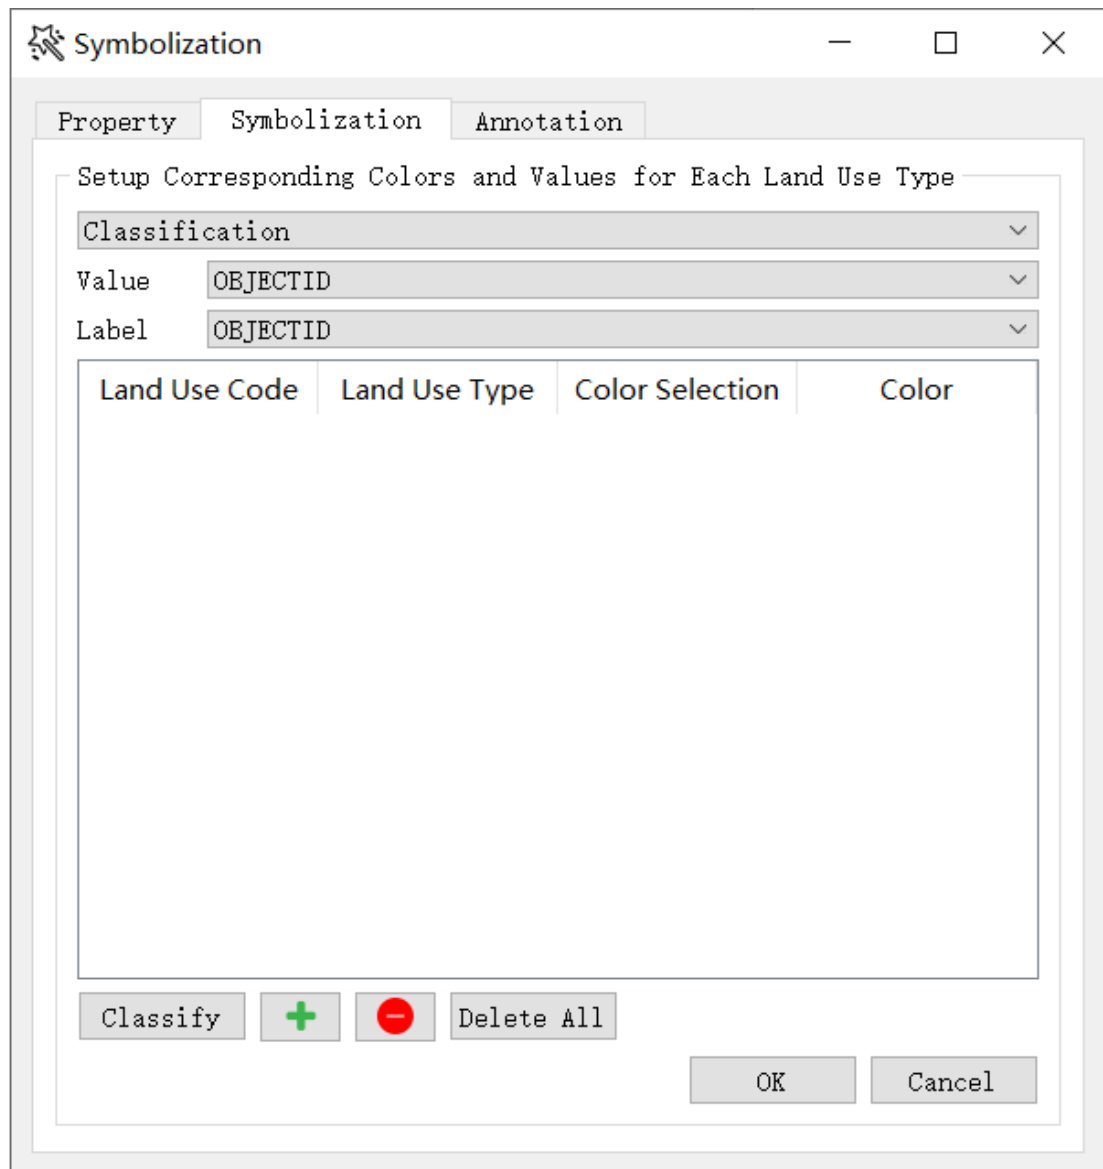 Symbolization
Property Symbolization Annotation
Setup Corresponding Colors and Values for Each Land Use Type
Classification
Value OBJECTID
Label OBJECTID
Land Use Code Land Use Type Color Selection Color
Classify Delete All
OK Cancel